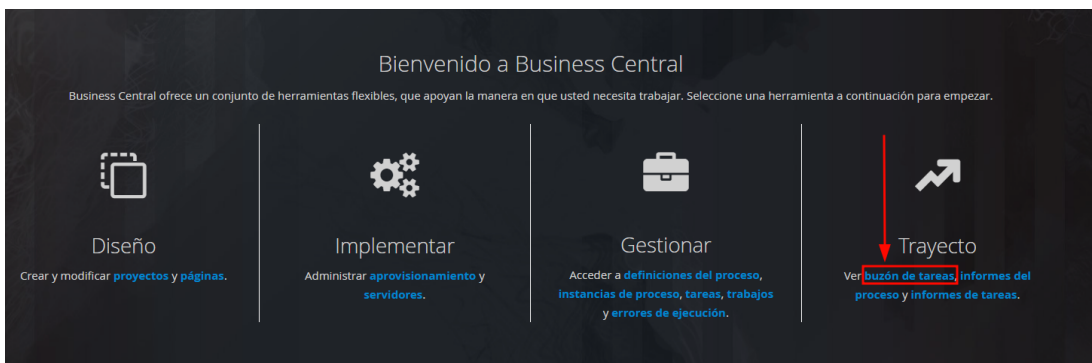 Bienvenido a Business Central
Business Central ofrece un conjunto de herramientas flexibles, que apoyan la manera en que usted necesita trabajar. Seleccione una herramienta a continuación para empezar.
Diseño
Crear y modificar proyectos y páginas.
Implementar
Administrar aprovisionamiento y
servidores.
Gestionar
Acceder a definiciones del proceso,
instancias de proceso, tareas, trabajos
y errores de ejecución.
Trayecto
Ver buzón de tareas, informes del
proceso y informes de tareas.